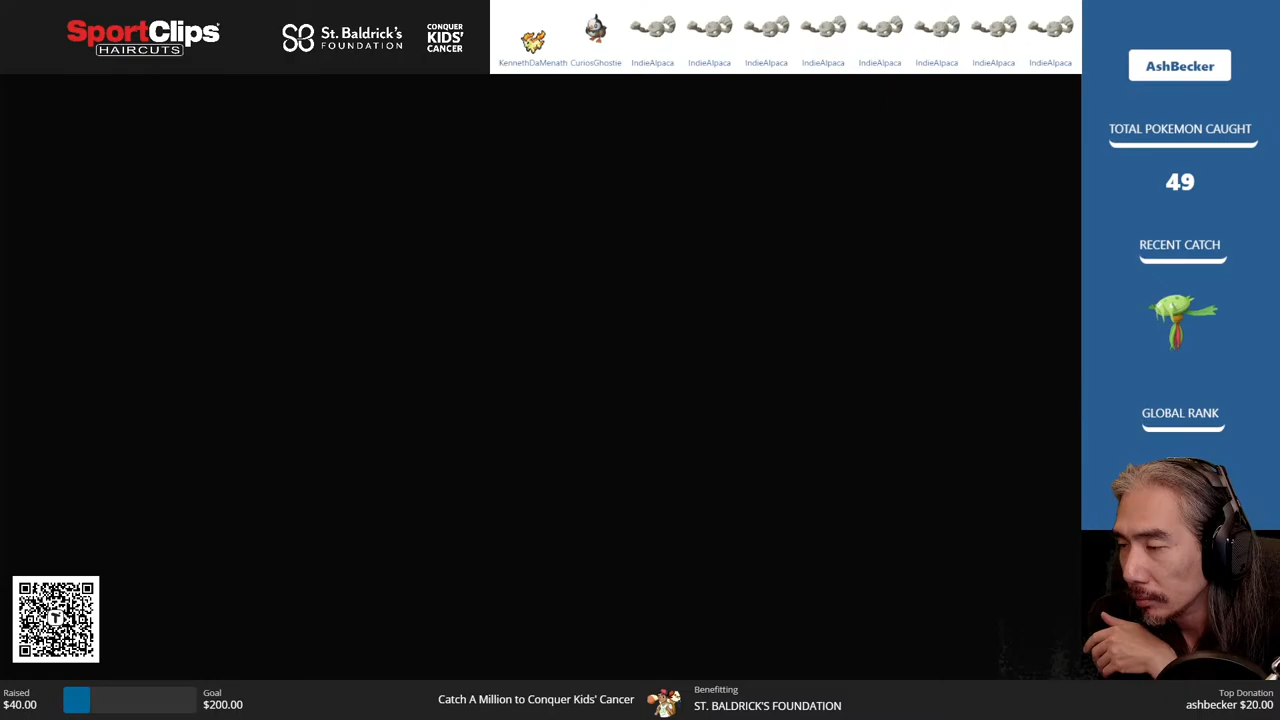 SportClips
HAIRCUTS
St. Baldrick's
FOUNDATION
CONQUER
KIDS'
CANCER
KennethDaMenath CuriosGhostie IndieAlpaca IndieAlpaca IndieAlpaca IndieAlpaca IndieAlpaca IndieAlpaca IndieAlpaca IndieAlpaca
AshBecker
TOTAL POKEMON CAUGHT
49
RECENT CATCH
GLOBAL RANK
T
Raised
$40.00
Goal
$200.00
Catch A Million to Conquer Kids' Cancer
Benefitting
ST. BALDRICK'S FOUNDATION
Top Donation
ashbecker $20.00